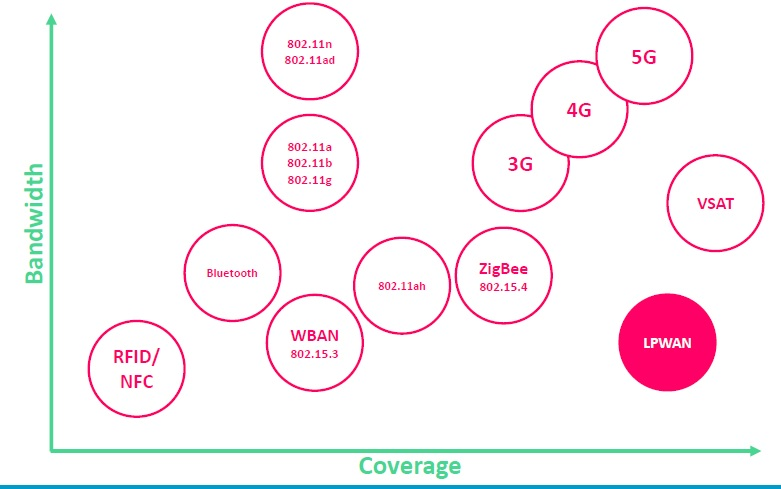 802.11n
802.11ad
5G
4G
802.11a
802.11b
802.11g
3G
VSAT
Bandwidth
Bluetooth
802.11ah
ZigBee
802.15.4
WBAN
802.15.3
LPWAN
RFID/
NFC
Coverage